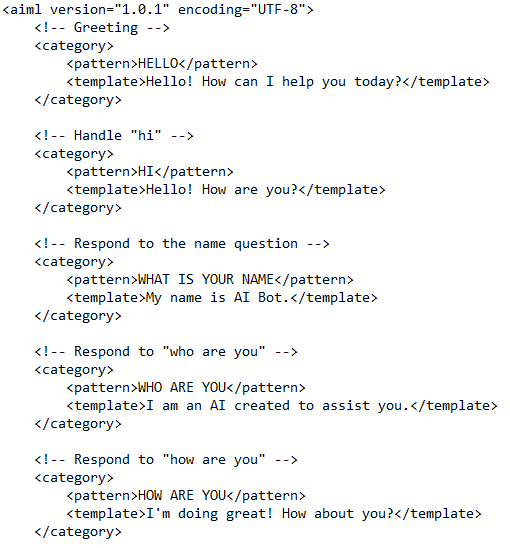 <aiml version="1.0.1" encoding="UTF-8">
    <!-- Greeting -->
    <category>
        <pattern>HELLO</pattern>
        <template>Hello! How can I help you today?</template>
    </category>

    <!-- Handle "hi" -->
    <category>
        <pattern>HI</pattern>
        <template>Hello! How are you?</template>
    </category>

    <!-- Respond to the name question -->
    <category>
        <pattern>WHAT IS YOUR NAME</pattern>
        <template>My name is AI Bot.</template>
    </category>

    <!-- Respond to "who are you" -->
    <category>
        <pattern>WHO ARE YOU</pattern>
        <template>I am an AI created to assist you.</template>
    </category>

    <!-- Respond to "how are you" -->
    <category>
        <pattern>HOW ARE YOU</pattern>
        <template>I'm doing great! How about you?</template>
    </category>